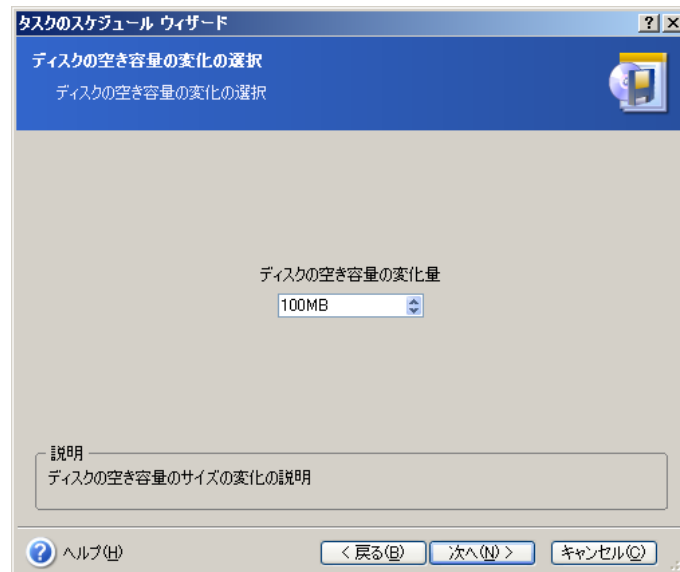 タスクのスケジュール ウィザード
ディスクの空き容量の変化の選択
ディスクの空き容量の変化の選択
ディスクの空き容量の変化量
100MB
説明
ディスクの空き容量のサイズの変化の説明
ヘルプ(H)
< 戻る(B)
次へ(N) >
キャンセル(C)